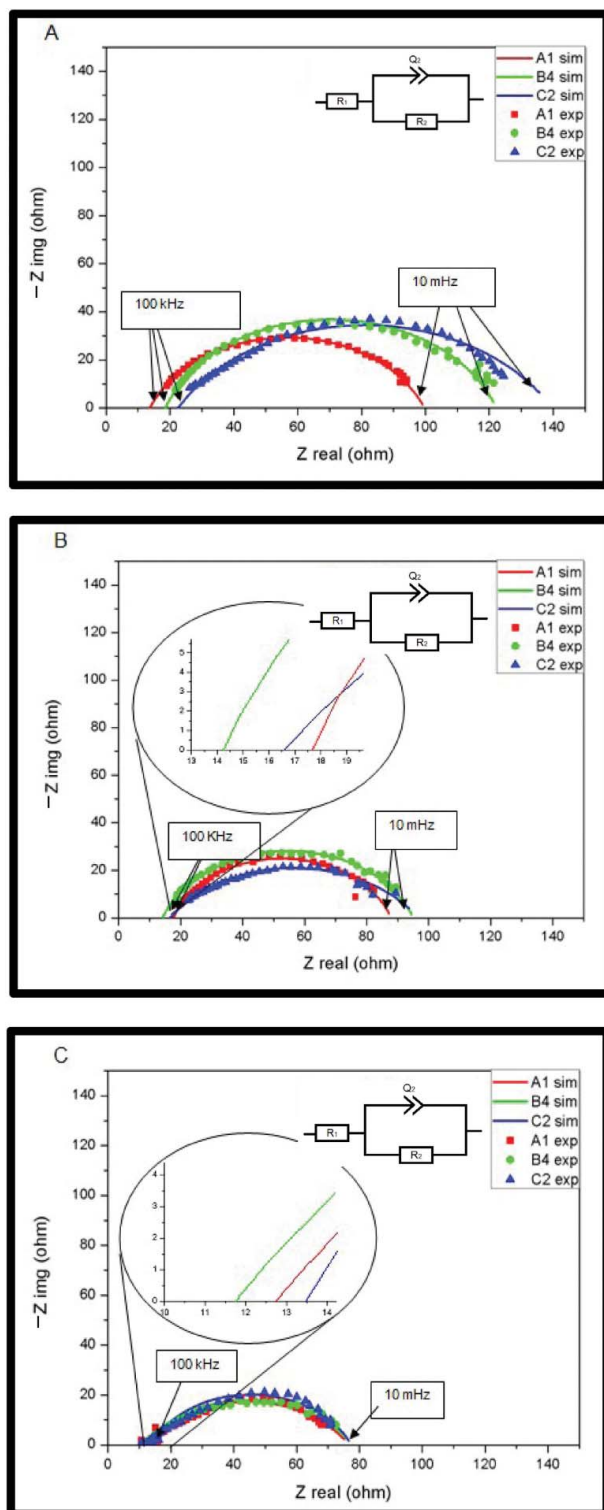 A
A1 sim
B4 sim
C2 sim
A1 exp
B4 exp
C2 exp
Q2
R1
R2
140
120
100
80
60
40
20
0
− Z img (ohm)
100 kHz
10 mHz
0 20 40 60 80 100 120 140
Z real (ohm)
B
A1 sim
B4 sim
C2 sim
A1 exp
B4 exp
C2 exp
Q2
R1
R2
140
120
100
80
60
40
20
0
− Z img (ohm)
5
4
3
2
1
0
13 14 15 16 17 18 19
100 KHz
10 mHz
0 20 40 60 80 100 120 140
Z real (ohm)
C
A1 sim
B4 sim
C2 sim
A1 exp
B4 exp
C2 exp
Q2
R1
R2
140
120
100
80
60
40
20
0
− Z img (ohm)
4
3
2
1
0
10 11 12 13 14
100 kHz
10 mHz
0 20 40 60 80 100 120 140
Z real (ohm)